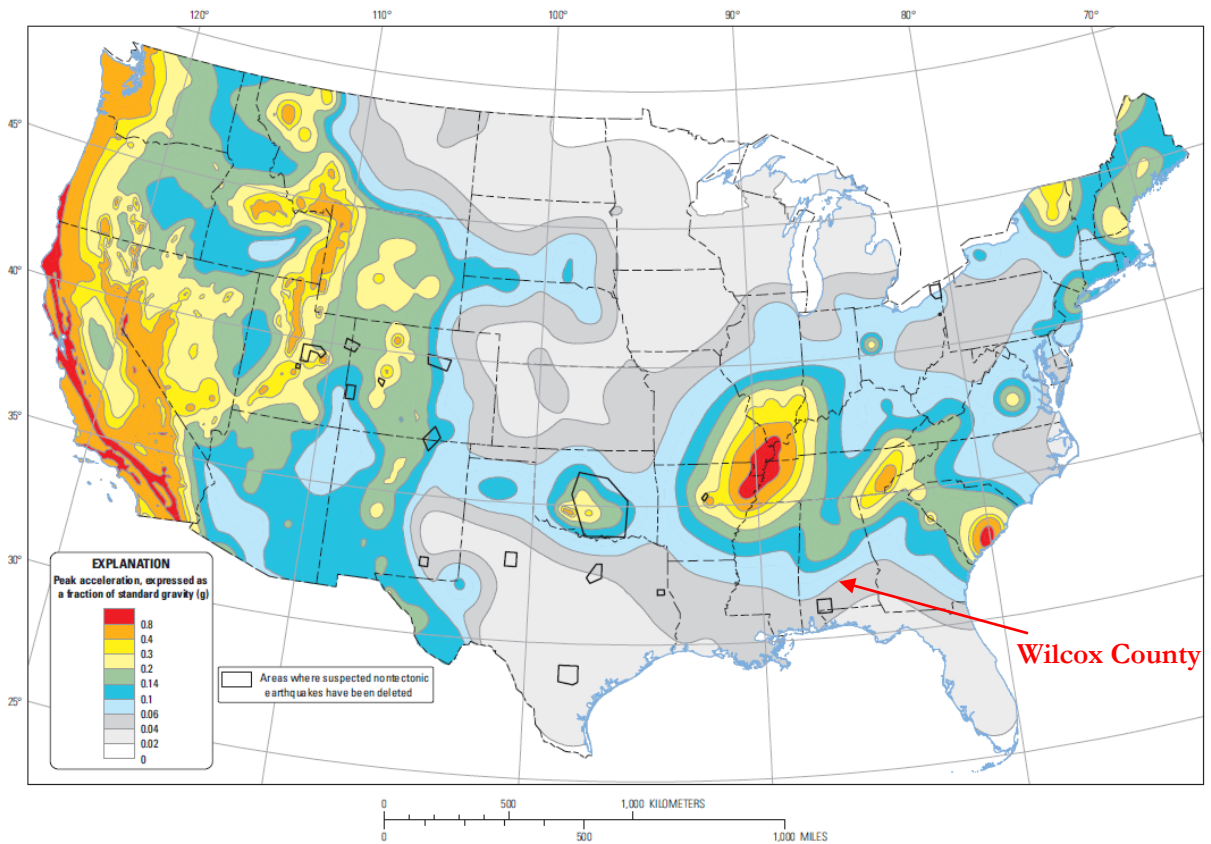 120°
110°
100°
90°
80°
70°
45°
40°
35°
30°
25°
EXPLANATION
Peak acceleration, expressed as
a fraction of standard gravity (g)
0.8
0.4
0.3
0.2
0.14
0.1
0.06
0.04
0.02
0
Areas where suspected nontectonic
earthquakes have been deleted
Wilcox County
0 500 1,000 KILOMETERS
0 500 1,000 MILES